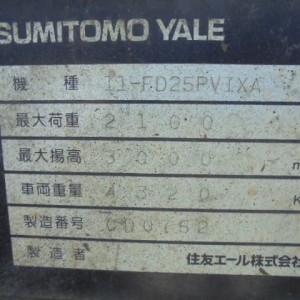 SUMITOMO YALE
機種 11-FD25PVIXA
最大荷重 2100
最大揚高 3000 m
車両重量 4320 K
製造番号
製造者 住友エール株式会社